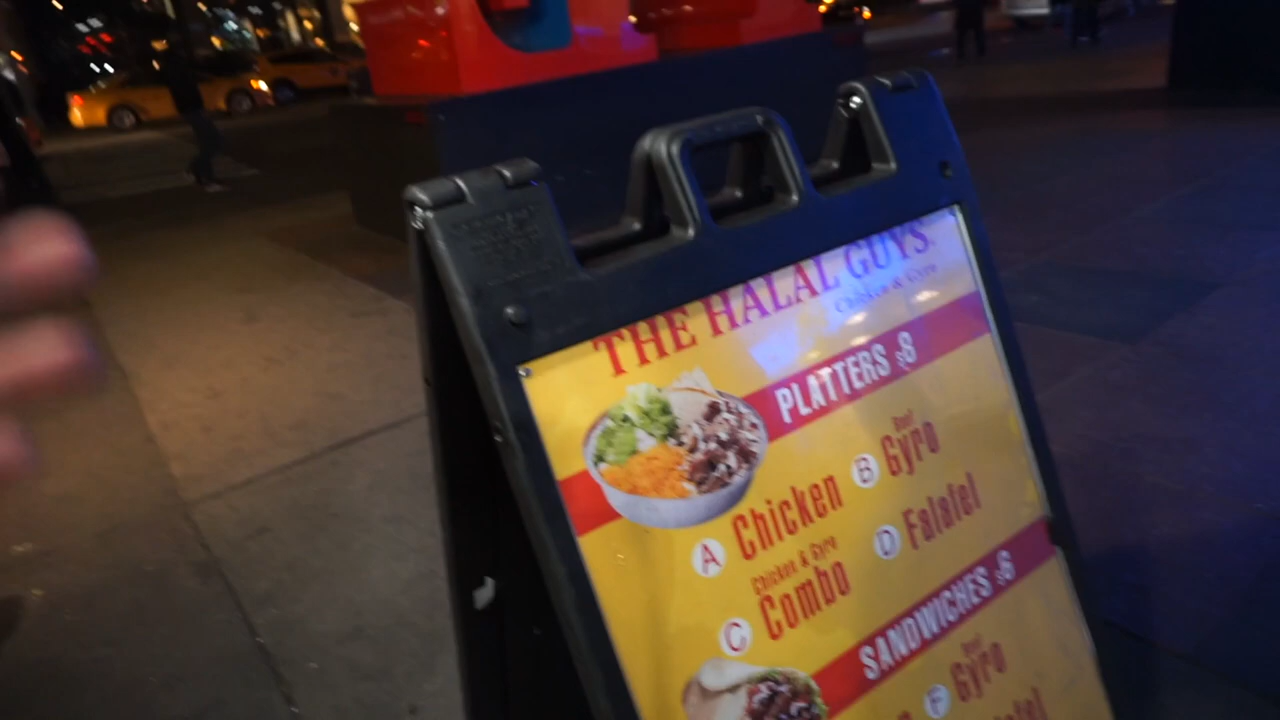 THE HALAL GUYS
Chicken & Gyro
PLATTERS $8
A Chicken
B Beef Gyro
C Chicken & Gyro Combo
D Falafel
SANDWICHES $6
F Beef Gyro